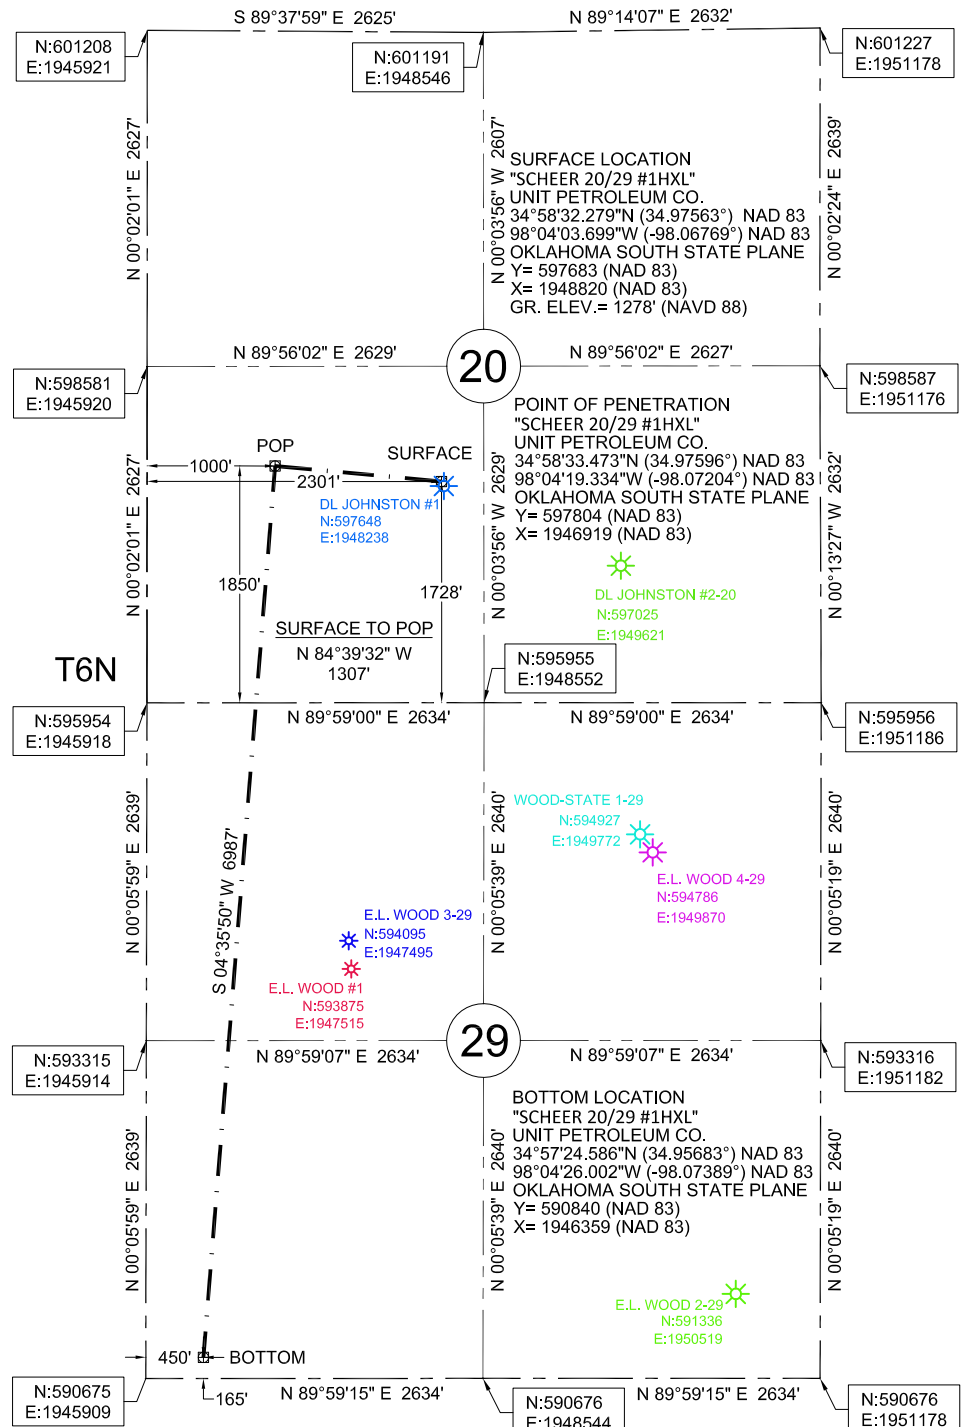 S 89°37'59" E 2625'
N 89°14'07" E 2632'
N:601208
E:1945921
N:601191
E:1948546
N:601227
E:1951178
N 00°02'01" E 2627'
N 00°03'56" W 2607'
N 00°02'24" E 2639'
SURFACE LOCATION
"SCHEER 20/29 #1HXL"
UNIT PETROLEUM CO.
34°58'32.279"N (34.97563°) NAD 83
98°04'03.699"W (-98.06769°) NAD 83
OKLAHOMA SOUTH STATE PLANE
Y= 597683 (NAD 83)
X= 1948820 (NAD 83)
GR. ELEV.= 1278' (NAVD 88)
N 89°56'02" E 2629'
20
N 89°56'02" E 2627'
N:598581
E:1945920
N:598587
E:1951176
POINT OF PENETRATION
"SCHEER 20/29 #1HXL"
UNIT PETROLEUM CO.
34°58'33.473"N (34.97596°) NAD 83
98°04'19.334"W (-98.07204°) NAD 83
OKLAHOMA SOUTH STATE PLANE
Y= 597804 (NAD 83)
X= 1946919 (NAD 83)
POP
SURFACE
1000'
2301'
DL JOHNSTON #1
N:597648
E:1948238
N 00°02'01" E 2627'
N 00°03'56" W 2629'
N 00°13'27" W 2632'
1850'
1728'
DL JOHNSTON #2-20
N:597025
E:1949621
SURFACE TO POP
N 84°39'32" W
1307'
T6N
N:595955
E:1948552
N:595954
E:1945918
N 89°59'00" E 2634'
N 89°59'00" E 2634'
N:595956
E:1951186
WOOD-STATE 1-29
N:594927
E:1949772
N 00°05'59" E 2639'
N 00°05'39" E 2640'
N 00°05'19" E 2640'
S 04°35'50" W 6987'
E.L. WOOD 4-29
N:594786
E:1949870
E.L. WOOD 3-29
N:594095
E:1947495
E.L. WOOD #1
N:593875
E:1947515
N:593315
E:1945914
N 89°59'07" E 2634'
29
N 89°59'07" E 2634'
N:593316
E:1951182
BOTTOM LOCATION
"SCHEER 20/29 #1HXL"
UNIT PETROLEUM CO.
34°57'24.586"N (34.95683°) NAD 83
98°04'26.002"W (-98.07389°) NAD 83
OKLAHOMA SOUTH STATE PLANE
Y= 590840 (NAD 83)
X= 1946359 (NAD 83)
N 00°05'59" E 2639'
N 00°05'39" E 2640'
N 00°05'19" E 2640'
E.L. WOOD 2-29
N:591336
E:1950519
450'
BOTTOM
165'
N:590675
E:1945909
N 89°59'15" E 2634'
N 89°59'15" E 2634'
N:590676
E:1948544
N:590676
E:1951178